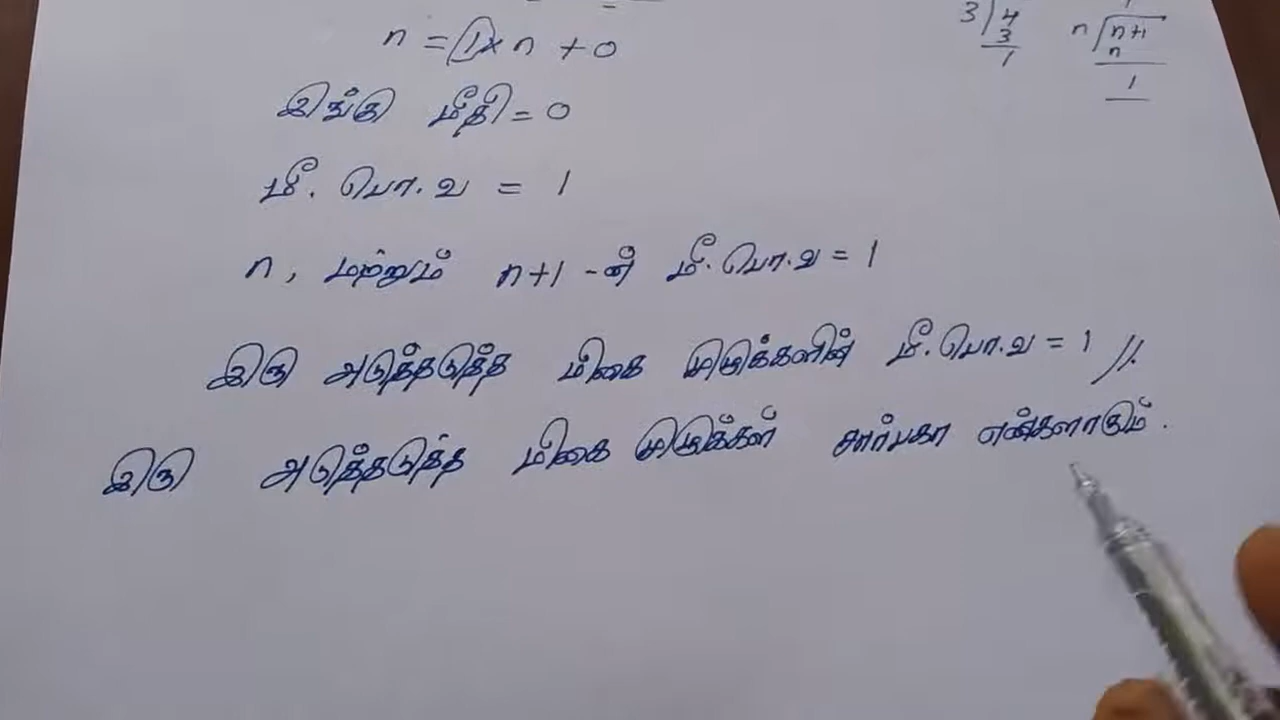 n = 1 × n + 0
இங்கு மீதி = 0
மீ. பொ. வ = 1
n, மற்றும் n+1 -ன் மீ. பொ. வ = 1
இரு அடுத்தடுத்த மிகை முழுக்களின் மீ. பொ. வ = 1 //.
இரு அடுத்தடுத்த மிகை முழுக்கள் சார்பகா எண்களாகும்.
3 4
3
1
n n+1
n
1